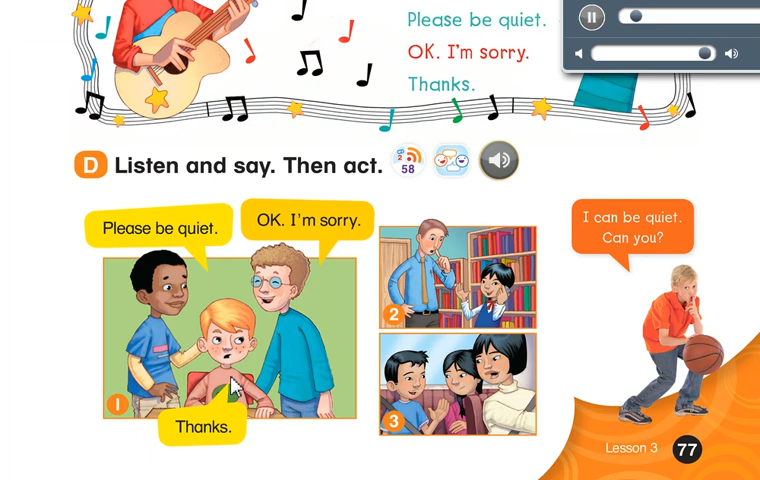 Please be quiet.
OK. I'm sorry.
Thanks.
D Listen and say. Then act.
2
58
Please be quiet.
OK. I'm sorry.
Thanks.
1
2
3
I can be quiet.
Can you?
Lesson 3 77